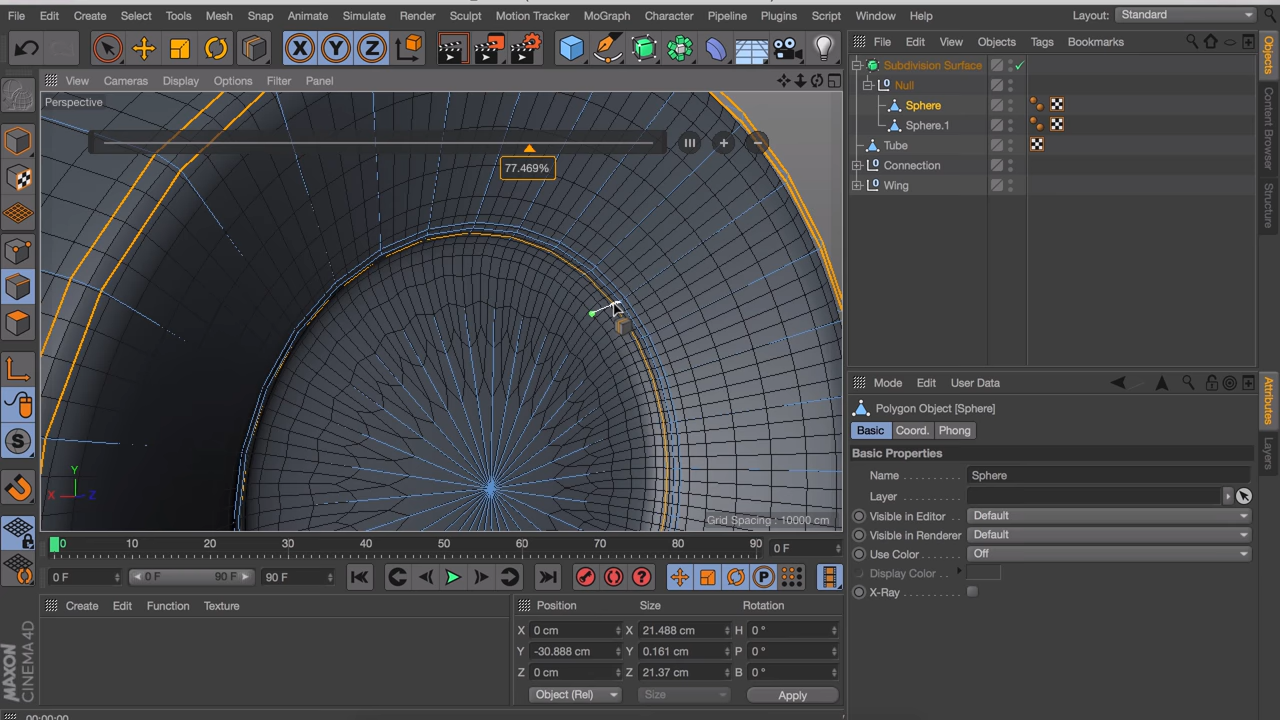 File Edit Create Select Tools Mesh Snap Animate Simulate Render Sculpt Motion Tracker MoGraph Character Pipeline Plugins Script Window Help Layout: Standard
X Y Z
File Edit View Objects Tags Bookmarks
View Cameras Display Options Filter Panel
Perspective
77.469%
Subdivision Surface
Null
Sphere
Sphere.1
Tube
Connection
Wing
Objects
Content Browser
Structure
Mode Edit User Data
Polygon Object [Sphere]
Basic Coord. Phong
Basic Properties
Name Sphere
Layer
Visible in Editor Default
Visible in Renderer Default
Use Color Off
Display Color
X-Ray
Attributes
Layers
Y
X Z
Grid Spacing : 10000 cm
0 10 20 30 40 50 60 70 80 90 0 F
0 F 0 F 90 F 90 F
Create Edit Function Texture
Position Size Rotation
X 0 cm X 21.488 cm H 0 °
Y -30.888 cm Y 0.161 cm P 0 °
Z 0 cm Z 21.37 cm B 0 °
Object (Rel) Size Apply
MAXON
CINEMA 4D
00:00:00